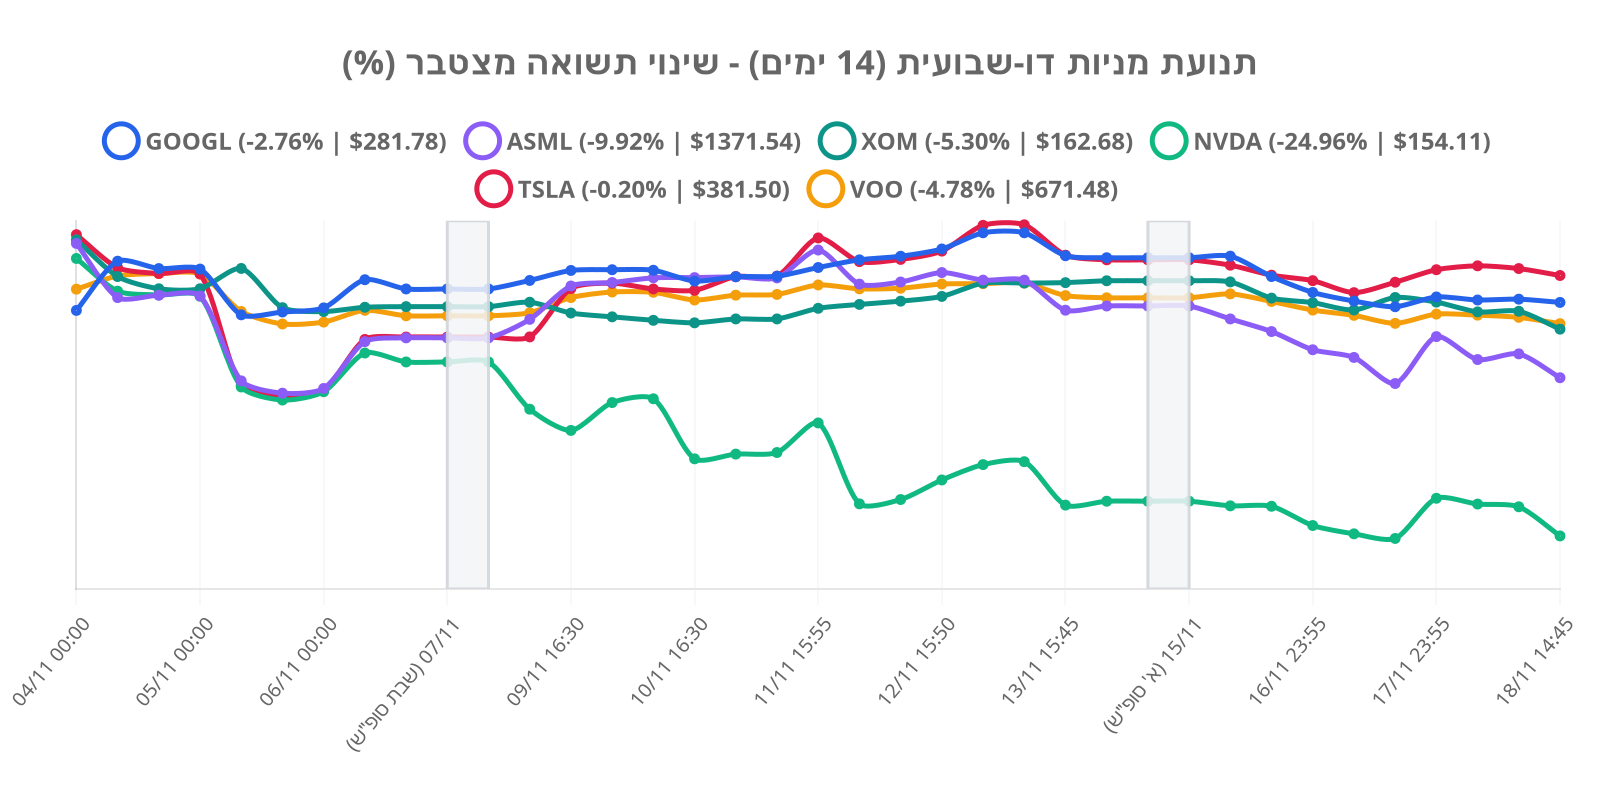 תנועת מניות דו-שבועית (14 ימים) - שינוי תשואה מצטבר (%)
GOOGL (-2.76% | $281.78) ASML (-9.92% | $1371.54) XOM (-5.30% | $162.68) NVDA (-24.96% | $154.11)
TSLA (-0.20% | $381.50) VOO (-4.78% | $671.48)
04/11 00:00
05/11 00:00
06/11 00:00
07/11 (שבת סופ"ש)
09/11 16:30
10/11 16:30
11/11 15:55
12/11 15:50
13/11 15:45
15/11 (א' סופ"ש)
16/11 23:55
17/11 23:55
18/11 14:45